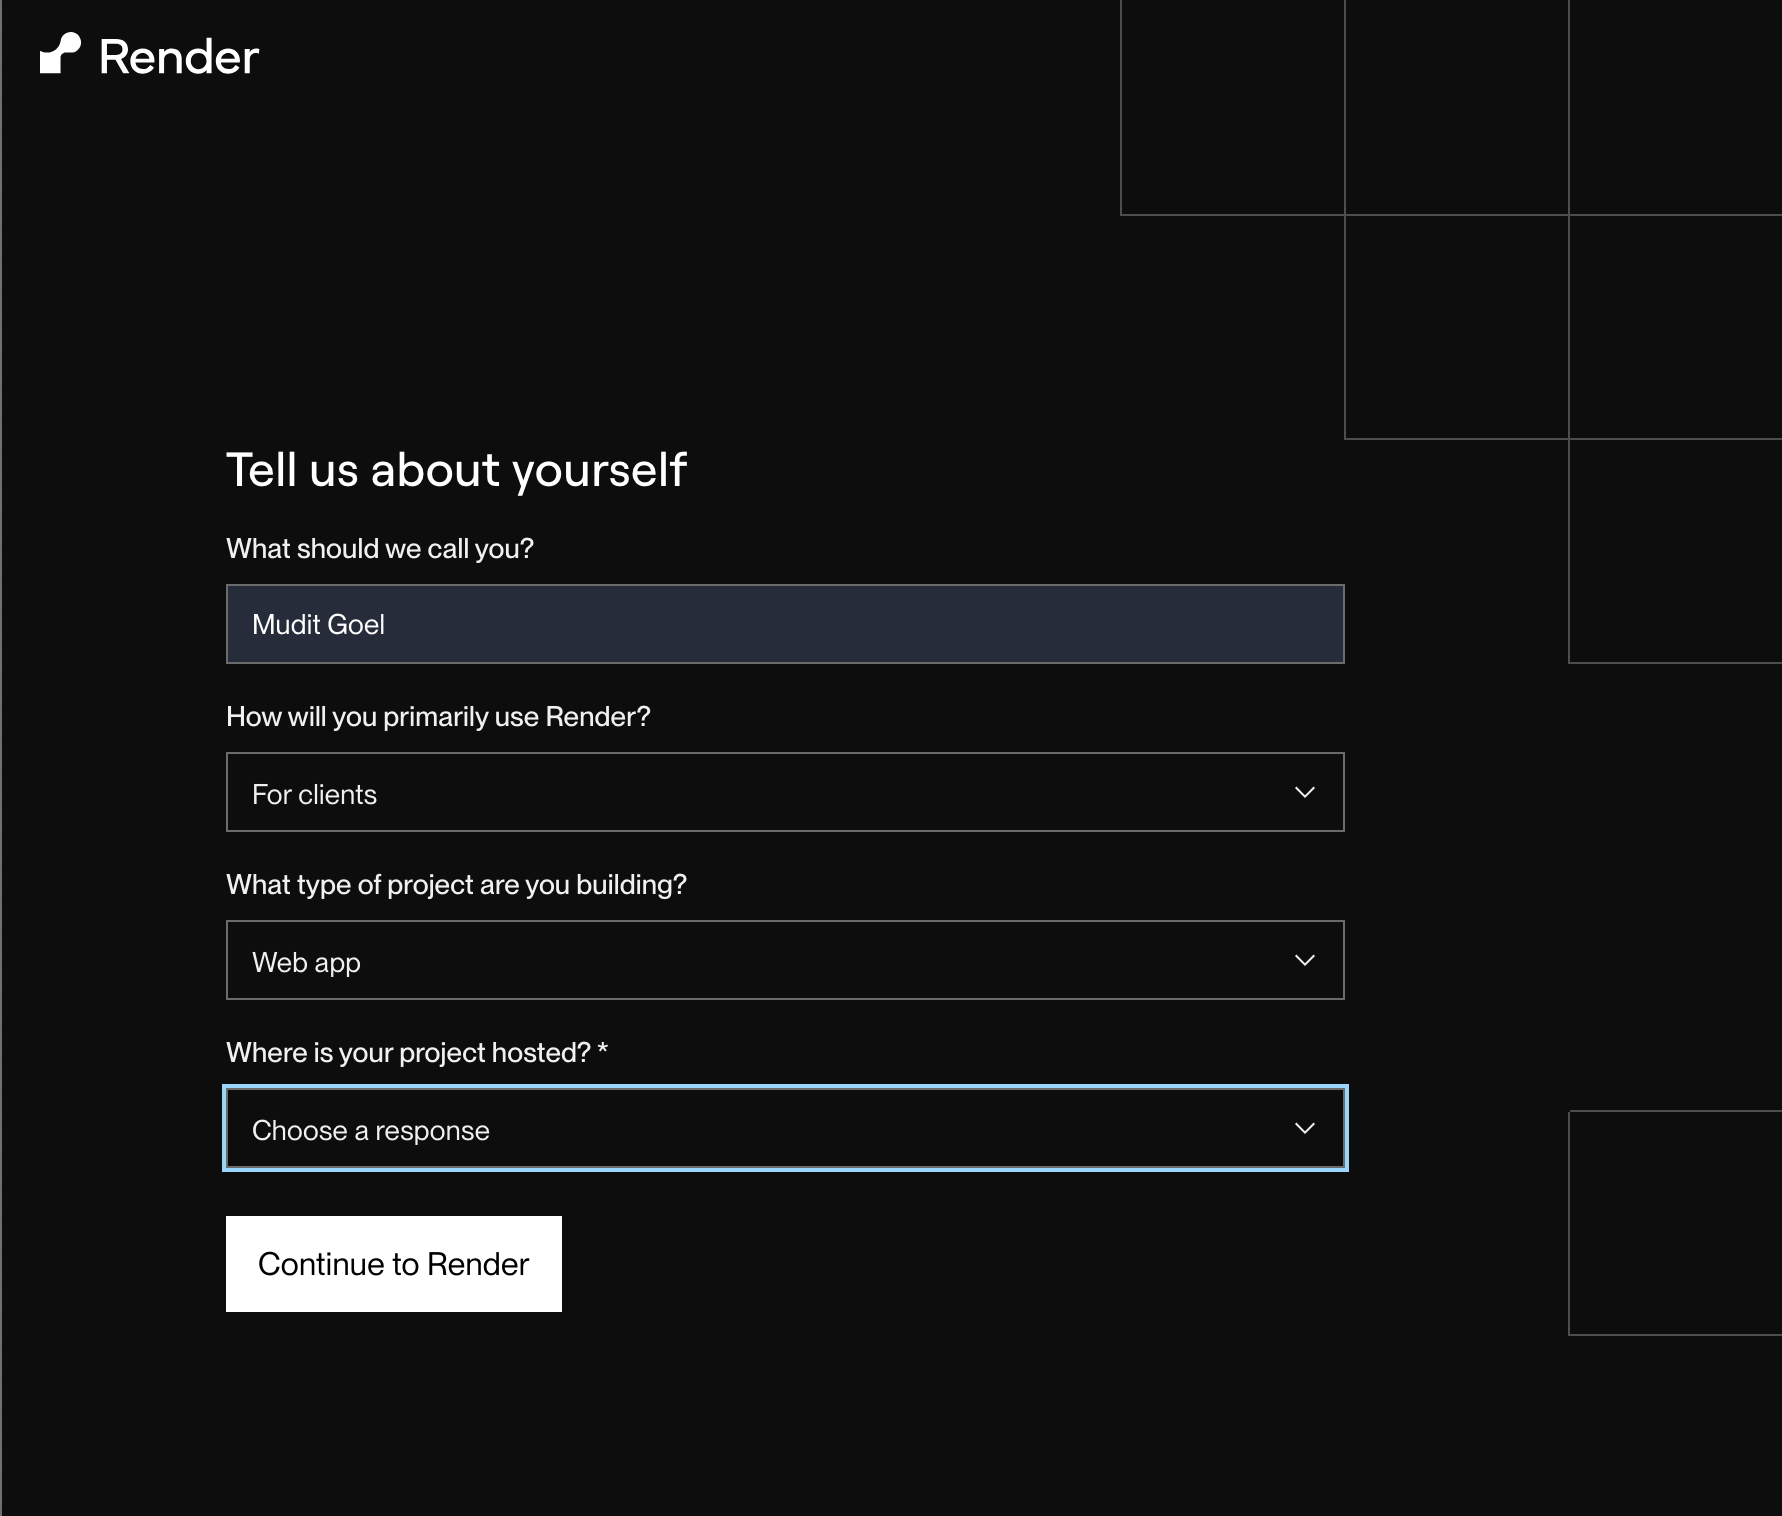 Render
Tell us about yourself
What should we call you?
Mudit Goel
How will you primarily use Render?
For clients
What type of project are you building?
Web app
Where is your project hosted? *
Choose a response
Continue to Render